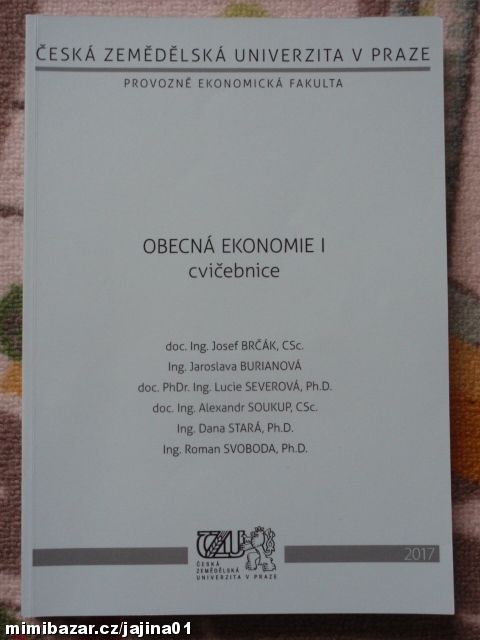 ČESKÁ ZEMĚDĚLSKÁ UNIVERZITA V PRAZE
PROVOZNĚ EKONOMICKÁ FAKULTA
OBECNÁ EKONOMIE I
cvičebnice
doc. Ing. Josef BRČÁK, CSc.
Ing. Jaroslava BURIANOVÁ
doc. PhDr. Ing. Lucie SEVEROVÁ, Ph.D.
doc. Ing. Alexandr SOUKUP, CSc.
Ing. Dana STARÁ, Ph.D.
Ing. Roman SVOBODA, Ph.D.
ČZU
ČESKÁ
ZEMĚDĚLSKÁ
UNIVERZITA V PRAZE
2017
mimibazar.cz/jajina01